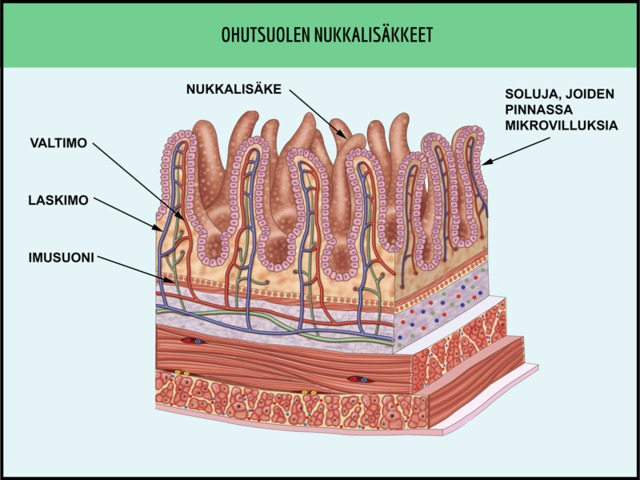 OHUTSUOLEN NUKKALISÄKKEET
NUKKALISÄKE
SOLUJA, JOIDEN
PINNASSA
MIKROVILLUKSIA
VALTIMO
LASKIMO
IMUSUONI